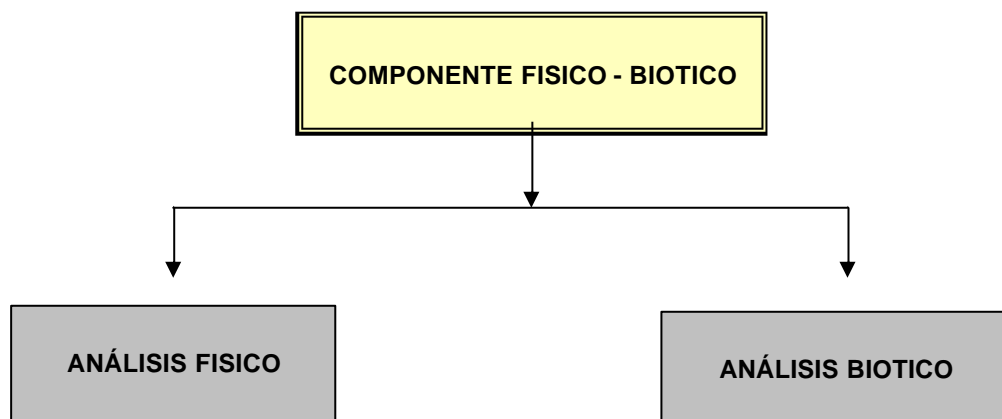 COMPONENTE FISICO - BIOTICO
ANÁLISIS FISICO
ANÁLISIS BIOTICO